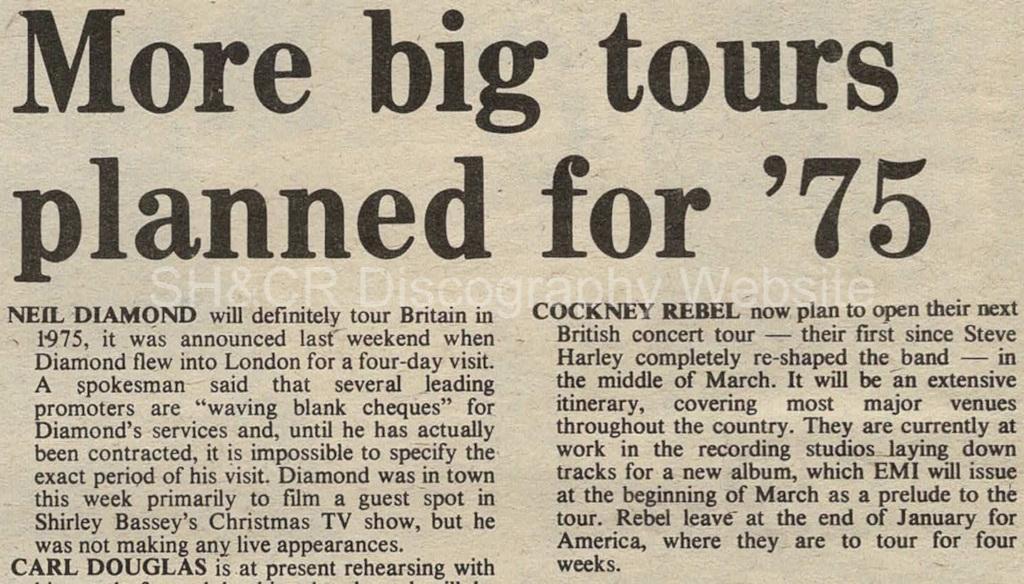 More big tours
planned for ’75
SH&CR Discography Website
NEIL DIAMOND will definitely tour Britain in
1975, it was announced last weekend when
Diamond flew into London for a four-day visit.
A spokesman said that several leading
promoters are “waving blank cheques” for
Diamond’s services and, until he has actually
been contracted, it is impossible to specify the
exact period of his visit. Diamond was in town
this week primarily to film a guest spot in
Shirley Bassey’s Christmas TV show, but he
was not making any live appearances.
CARL DOUGLAS is at present rehearsing with
COCKNEY REBEL now plan to open their next
British concert tour — their first since Steve
Harley completely re-shaped the band — in
the middle of March. It will be an extensive
itinerary, covering most major venues
throughout the country. They are currently at
work in the recording studios laying down
tracks for a new album, which EMI will issue
at the beginning of March as a prelude to the
tour. Rebel leave at the end of January for
America, where they are to tour for four
weeks.